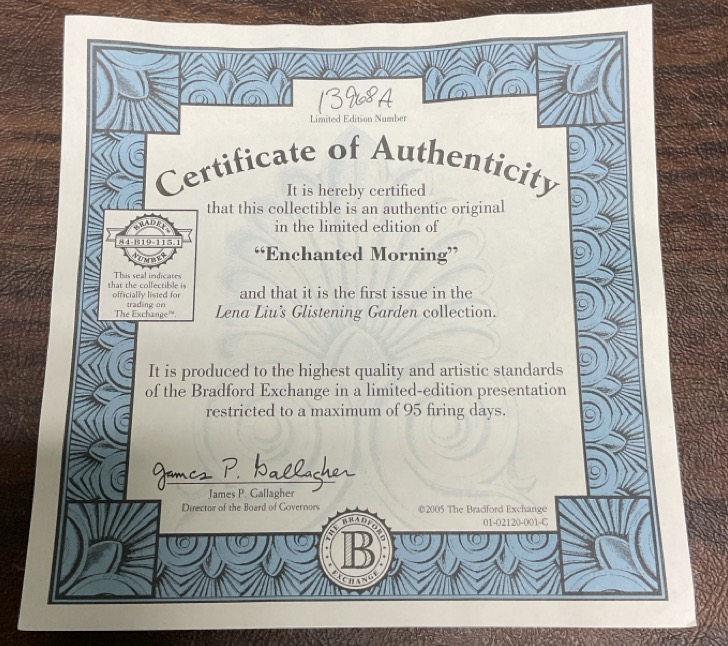 13968A
Limited Edition Number
Certificate of Authenticity
It is hereby certified
that this collectible is an authentic original
in the limited edition of
“Enchanted Morning”
and that it is the first issue in the
Lena Liu's Glistening Garden collection.
BRADEX™
84-B19-115.1
NUMBER
This seal indicates
that the collectible is
officially listed for
trading on
The Exchange℠.
It is produced to the highest quality and artistic standards
of the Bradford Exchange in a limited-edition presentation
restricted to a maximum of 95 firing days.
James P. Gallagher
James P. Gallagher
Director of the Board of Governors
©2005 The Bradford Exchange
01-02120-001-C
THE BRADFORD
B
EXCHANGE